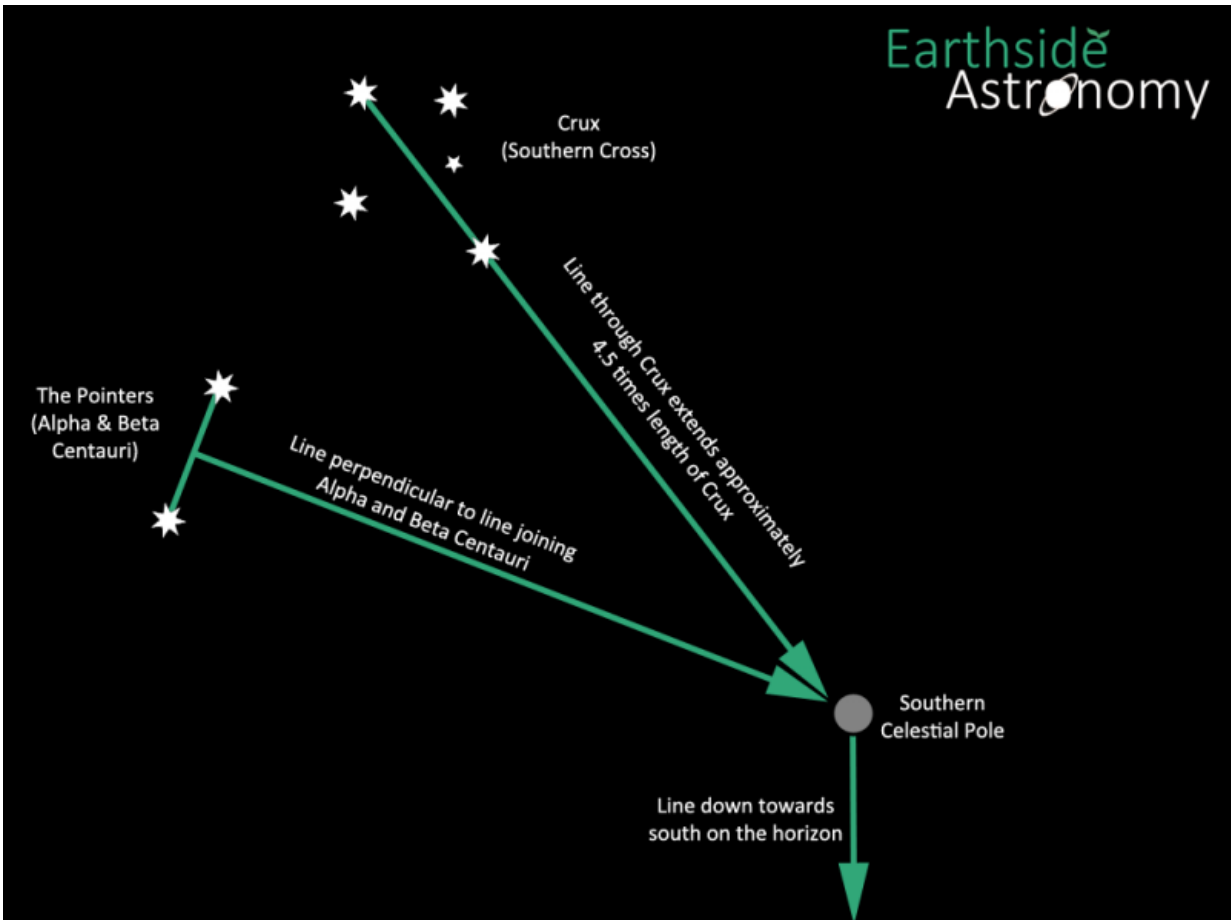 Earthside
Astronomy
Crux
(Southern Cross)
Line through Crux extends approximately
4.5 times length of Crux
The Pointers
(Alpha & Beta
Centauri)
Line perpendicular to line joining
Alpha and Beta Centauri
Southern
Celestial Pole
Line down towards
south on the horizon